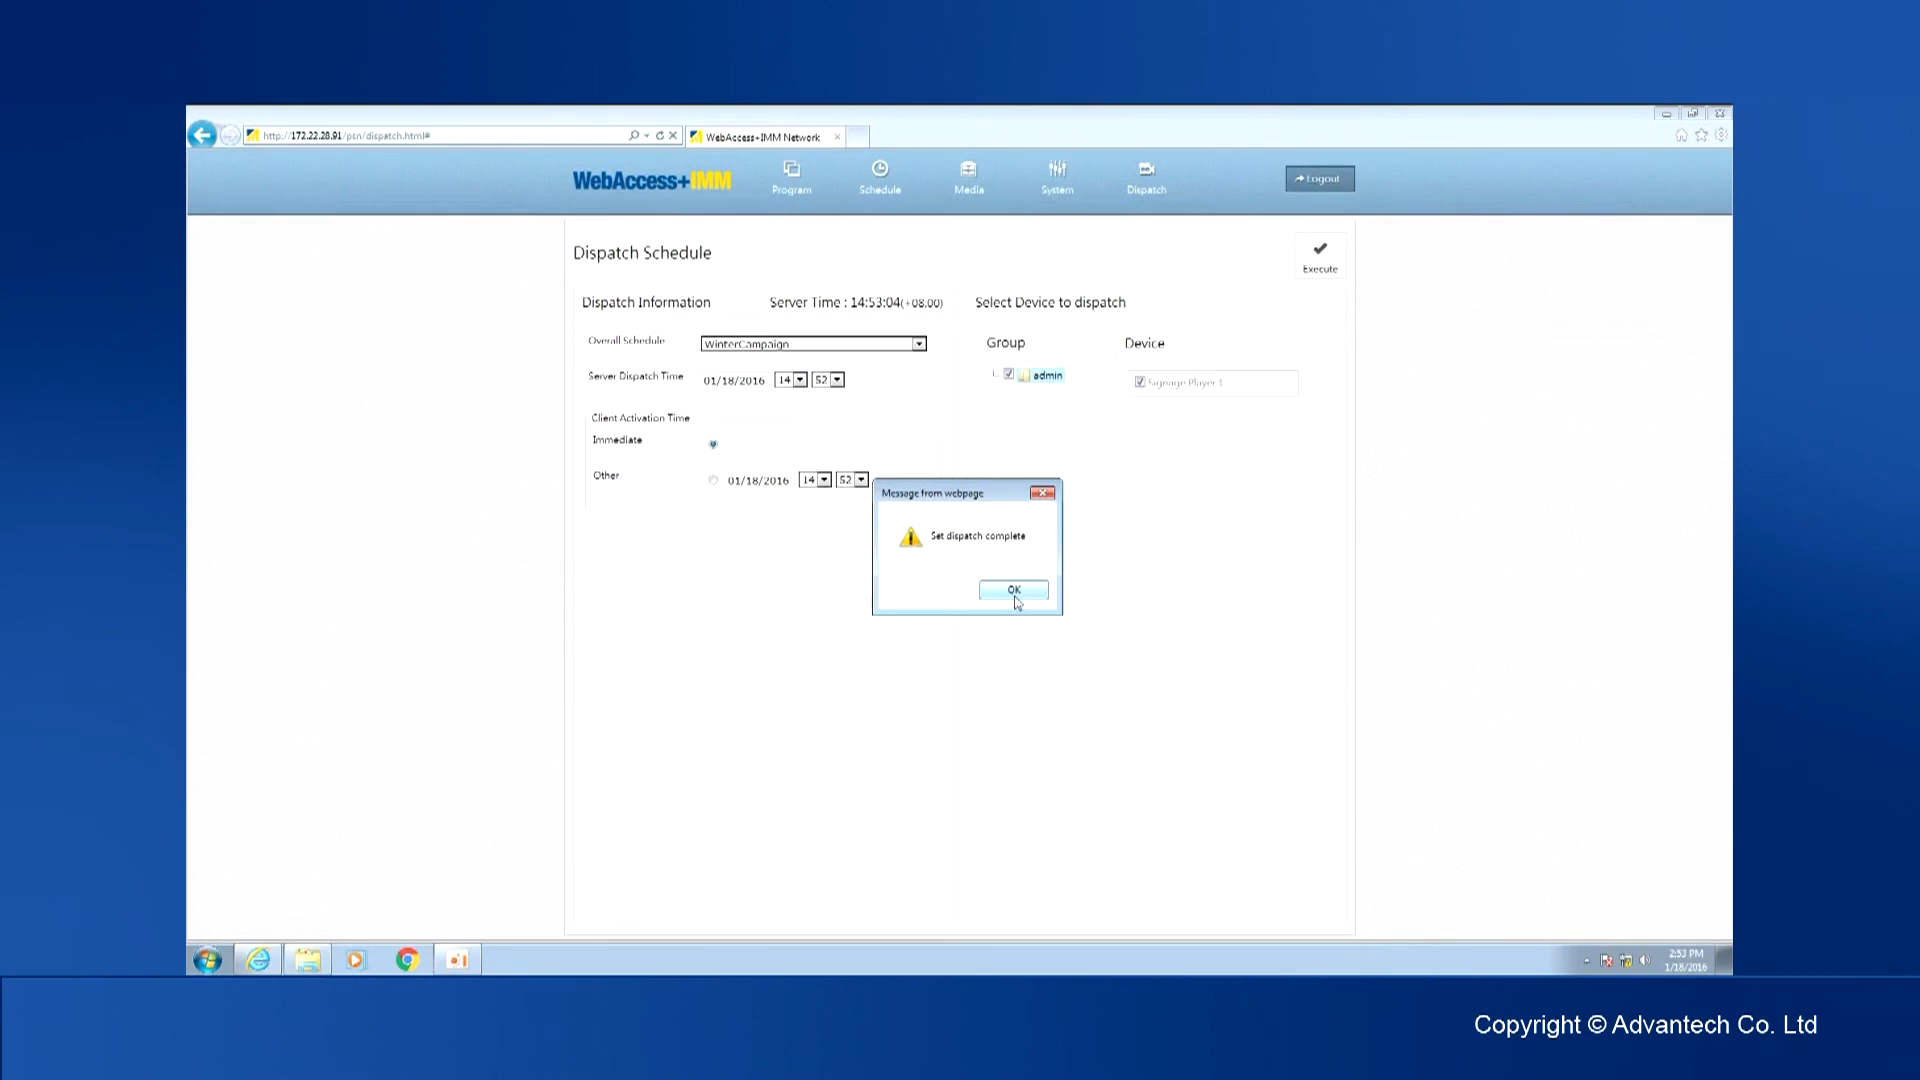 http://172.22.28.91/psn/dispatch.html#
WebAccess+IMM Network
WebAccess+IMM
Program
Schedule
Media
System
Dispatch
Logout
Dispatch Schedule
Execute
Dispatch Information
Server Time : 14:53:04(+08:00)
Select Device to dispatch
Overall Schedule
WinterCampaign
Group
Device
Server Dispatch Time
01/18/2016
14
52
admin
Signage Player 1
Client Activation Time
Immediate
Other
01/18/2016
14
52
Message from webpage
Set dispatch complete
OK
2:53 PM
1/18/2016
Copyright © Advantech Co. Ltd